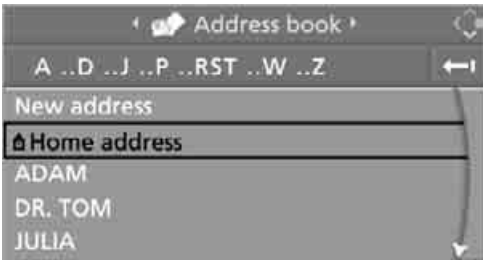 Address book
A ..D ..J ..P ..RST ..W ..Z
New address
Home address
ADAM
DR. TOM
JULIA